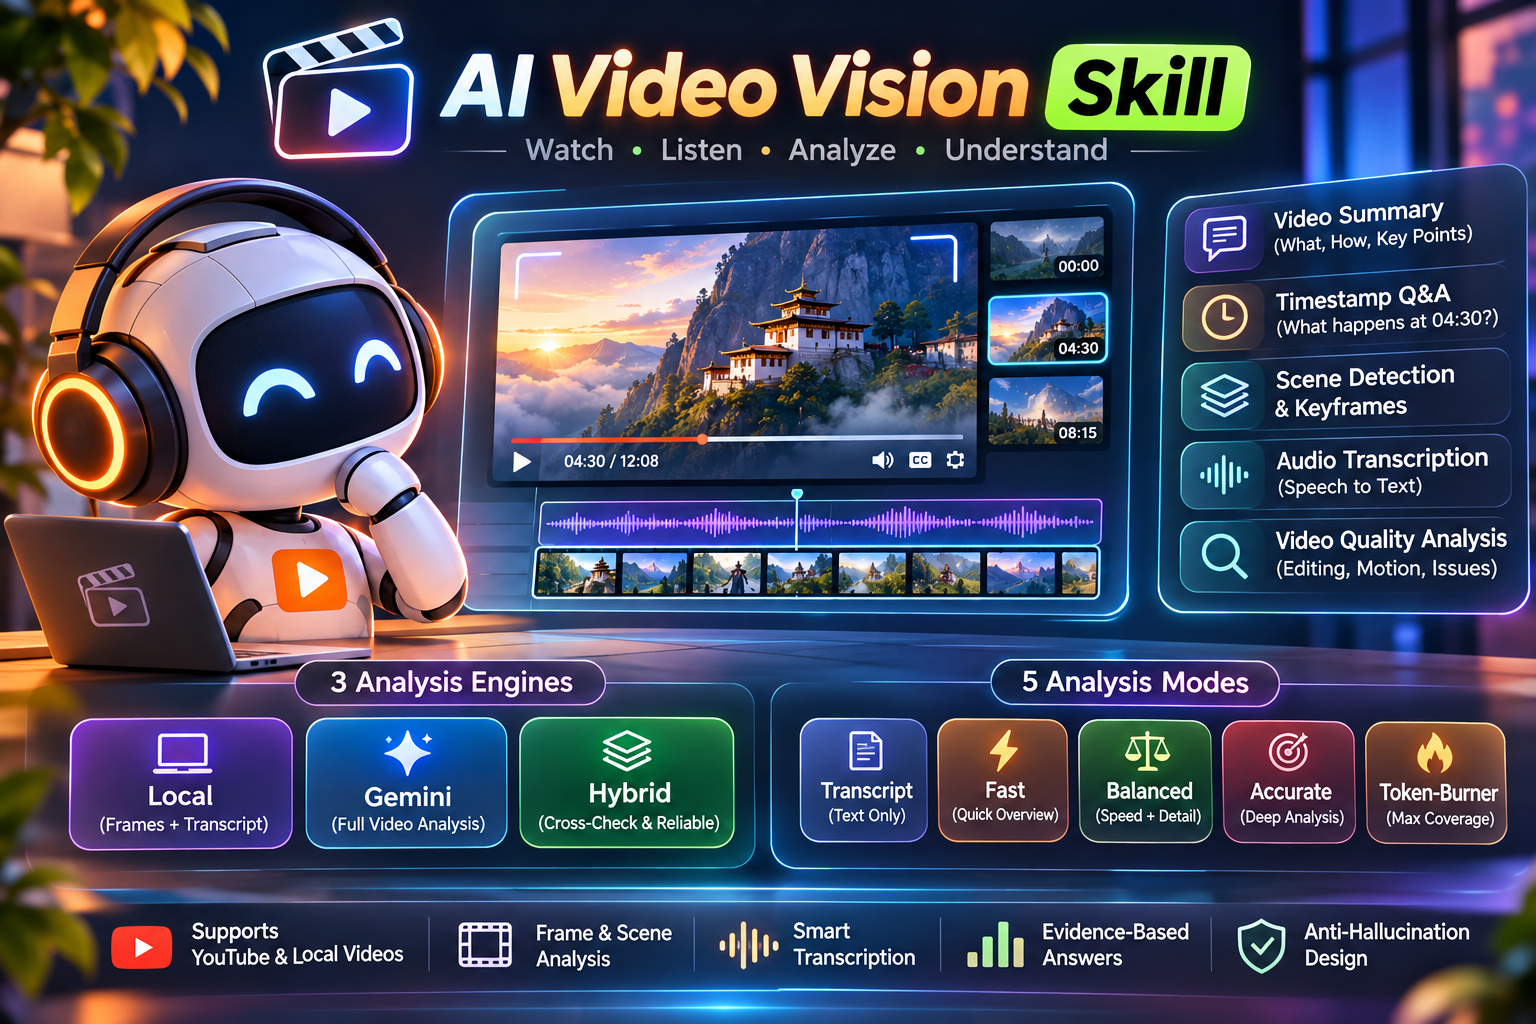 AI Video Vision Skill
Watch • Listen • Analyze • Understand
00:00
04:30
08:15
04:30 / 12:08
CC
Video Summary
(What, How, Key Points)
Timestamp Q&A
(What happens at 04:30?)
Scene Detection
& Keyframes
Audio Transcription
(Speech to Text)
Video Quality Analysis
(Editing, Motion, Issues)
3 Analysis Engines
Local
(Frames + Transcript)
Gemini
(Full Video Analysis)
Hybrid
(Cross-Check & Reliable)
5 Analysis Modes
Transcript
(Text Only)
Fast
(Quick Overview)
Balanced
(Speed + Detail)
Accurate
(Deep Analysis)
Token-Burner
(Max Coverage)
Supports
YouTube & Local Videos
Frame & Scene
Analysis
Smart
Transcription
Evidence-Based
Answers
Anti-Hallucination
Design